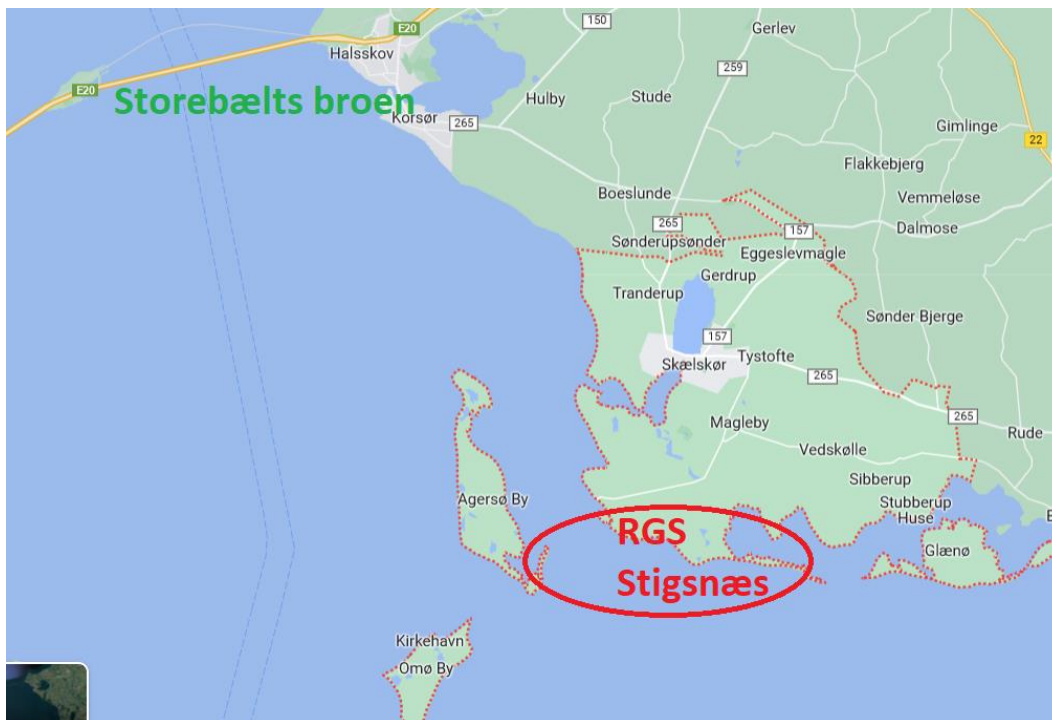 150
Gerlev
E20
Halsskov
259
E20
Storebælts broen
Hulby
Stude
Korsør
265
Gimlinge
22
Flakkebjerg
Boeslunde
Vemmeløse
265
157
Dalmose
Sønderupsønder
Eggeslevmagle
Gerdrup
Tranderup
Sønder Bjerge
157
Skælskør
Tystofte
265
265
Magleby
Rude
Vedskølle
Sibberup
Agersø By
Stubberup
Huse
RGS
Glænø
Stigsnæs
Kirkehavn
Omø By